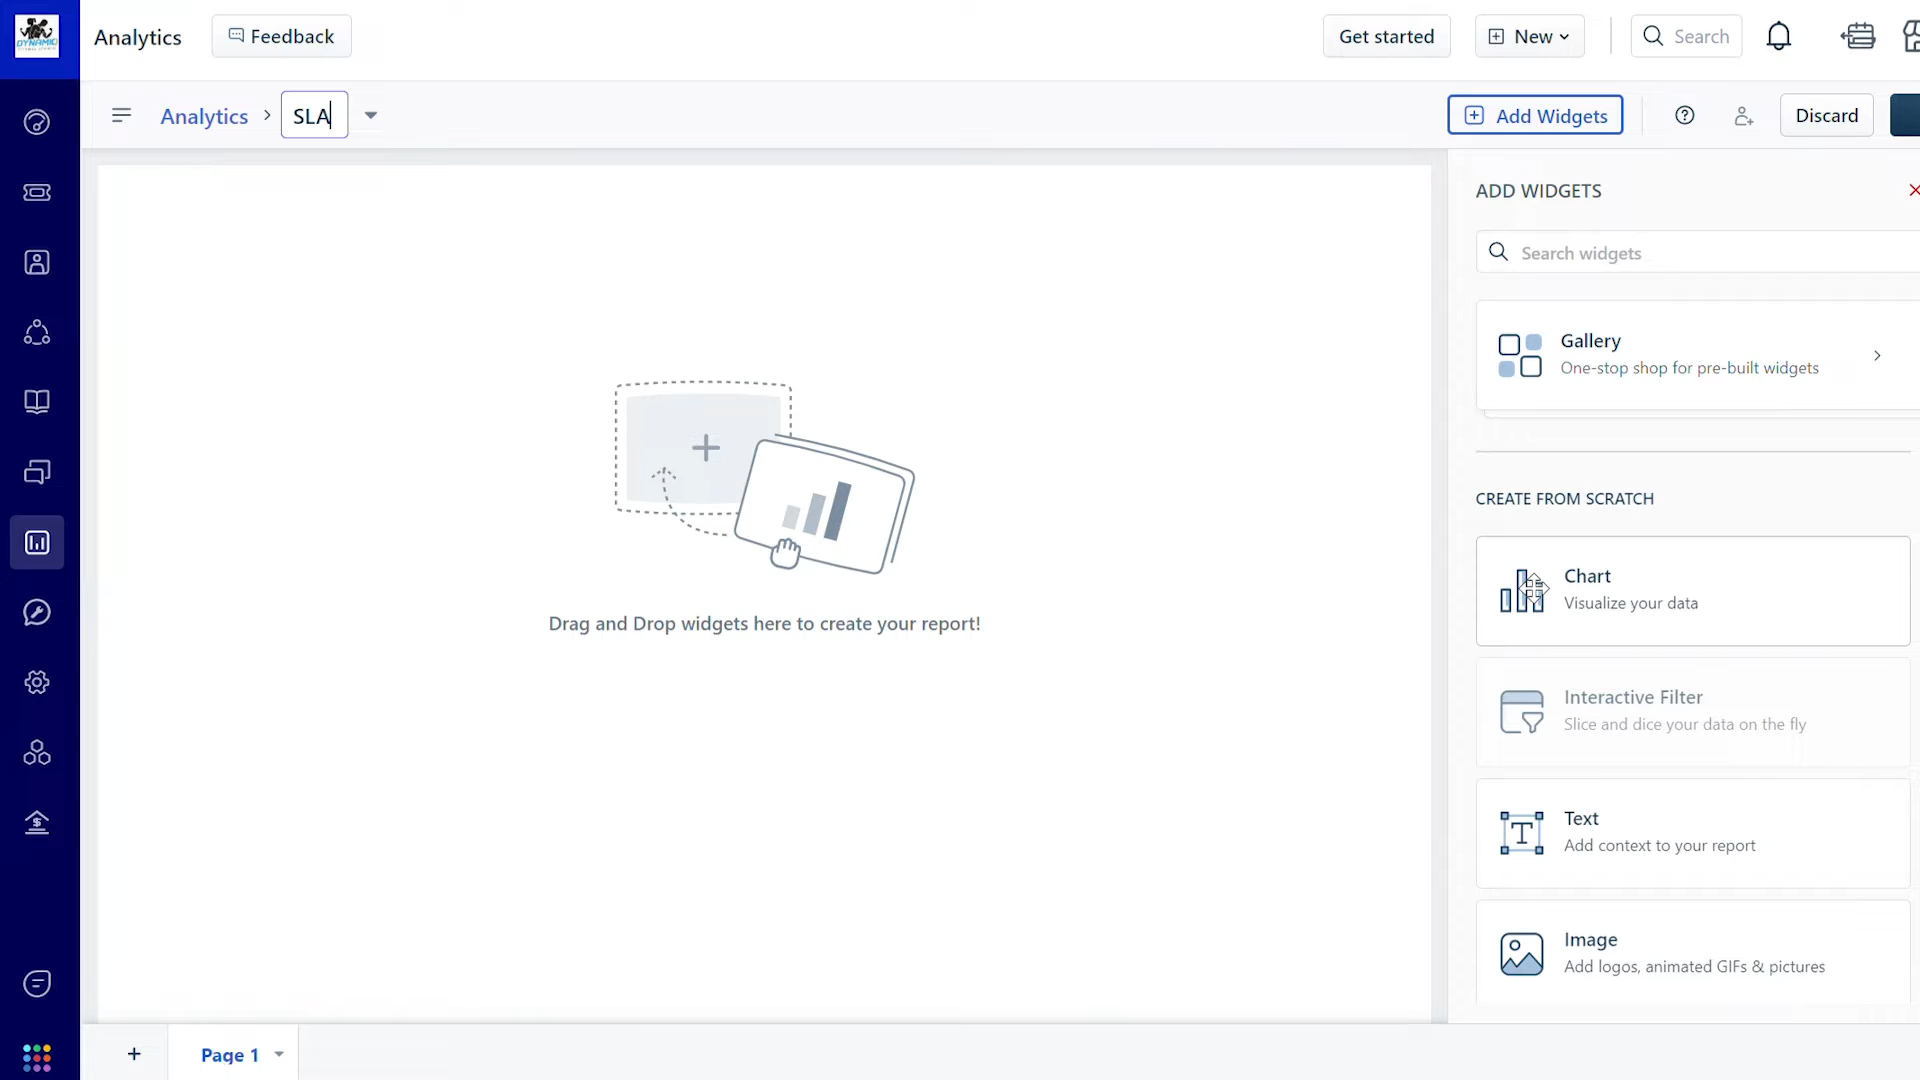 DYNAMIC
Analytics
Feedback
Get started
New
Search
Analytics > SLA
Add Widgets
Discard
ADD WIDGETS
Search widgets
Gallery
One-stop shop for pre-built widgets
CREATE FROM SCRATCH
Chart
Visualize your data
Interactive Filter
Slice and dice your data on the fly
Text
Add context to your report
Image
Add logos, animated GIFs & pictures
Drag and Drop widgets here to create your report!
+ Page 1